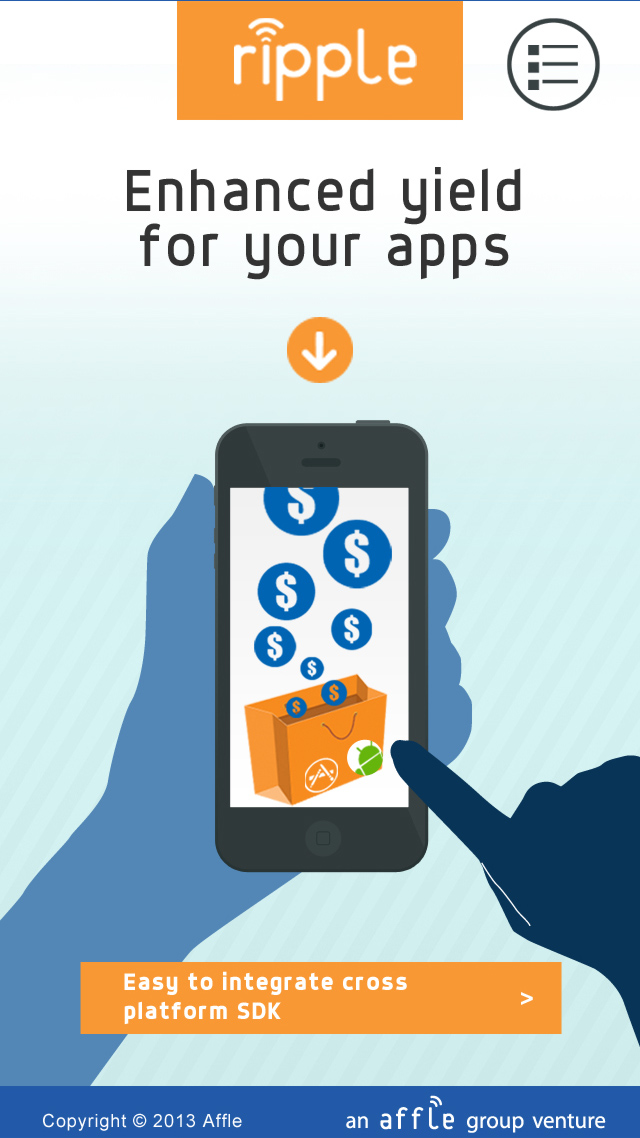 ripple
Enhanced yield
for your apps
$
$
$
$
$
$
$
$
Easy to integrate cross
platform SDK
>
Copyright © 2013 Affle
an affle group venture